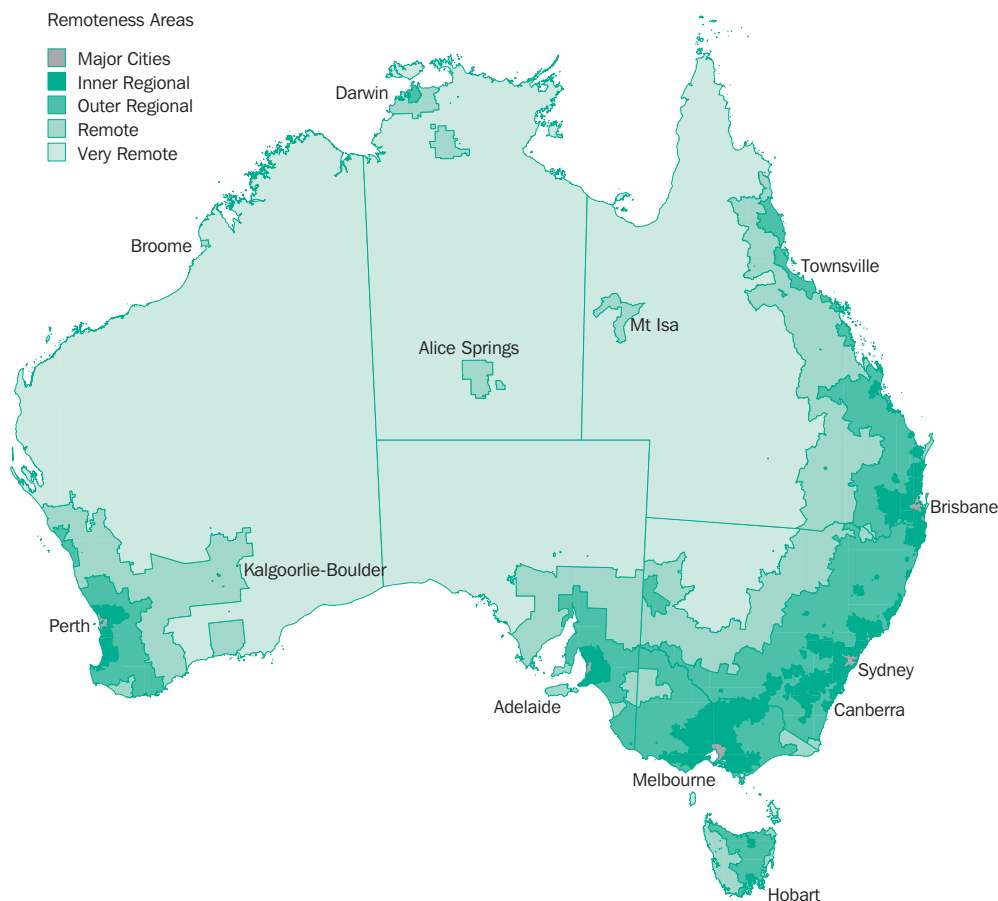 Remoteness Areas
Major Cities
Inner Regional
Outer Regional
Remote
Very Remote
Darwin
Broome
Townsville
Mt Isa
Alice Springs
Brisbane
Kalgoorlie-Boulder
Perth
Sydney
Adelaide
Canberra
Melbourne
Hobart